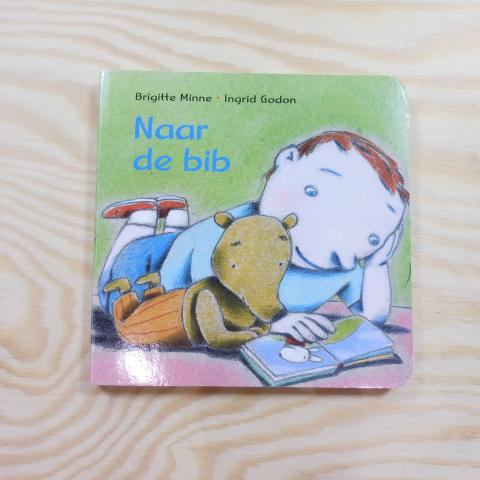 Brigitte Minne • Ingrid Godon
Naar
de bib